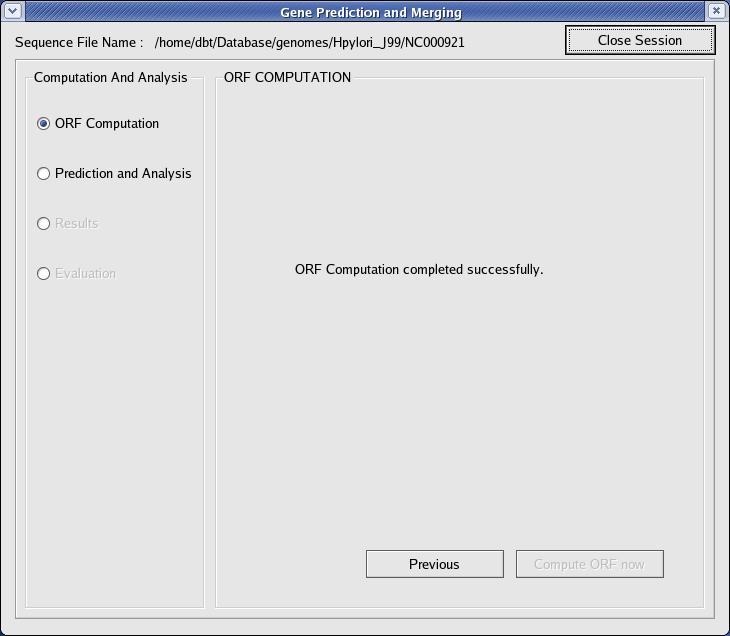 Gene Prediction and Merging
Sequence File Name : /home/dbt/Database/genomes/Hpylori_J99/NC000921
Close Session
Computation And Analysis
ORF Computation
Prediction and Analysis
Results
Evaluation
ORF COMPUTATION
ORF Computation completed successfully.
Previous
Compute ORF now